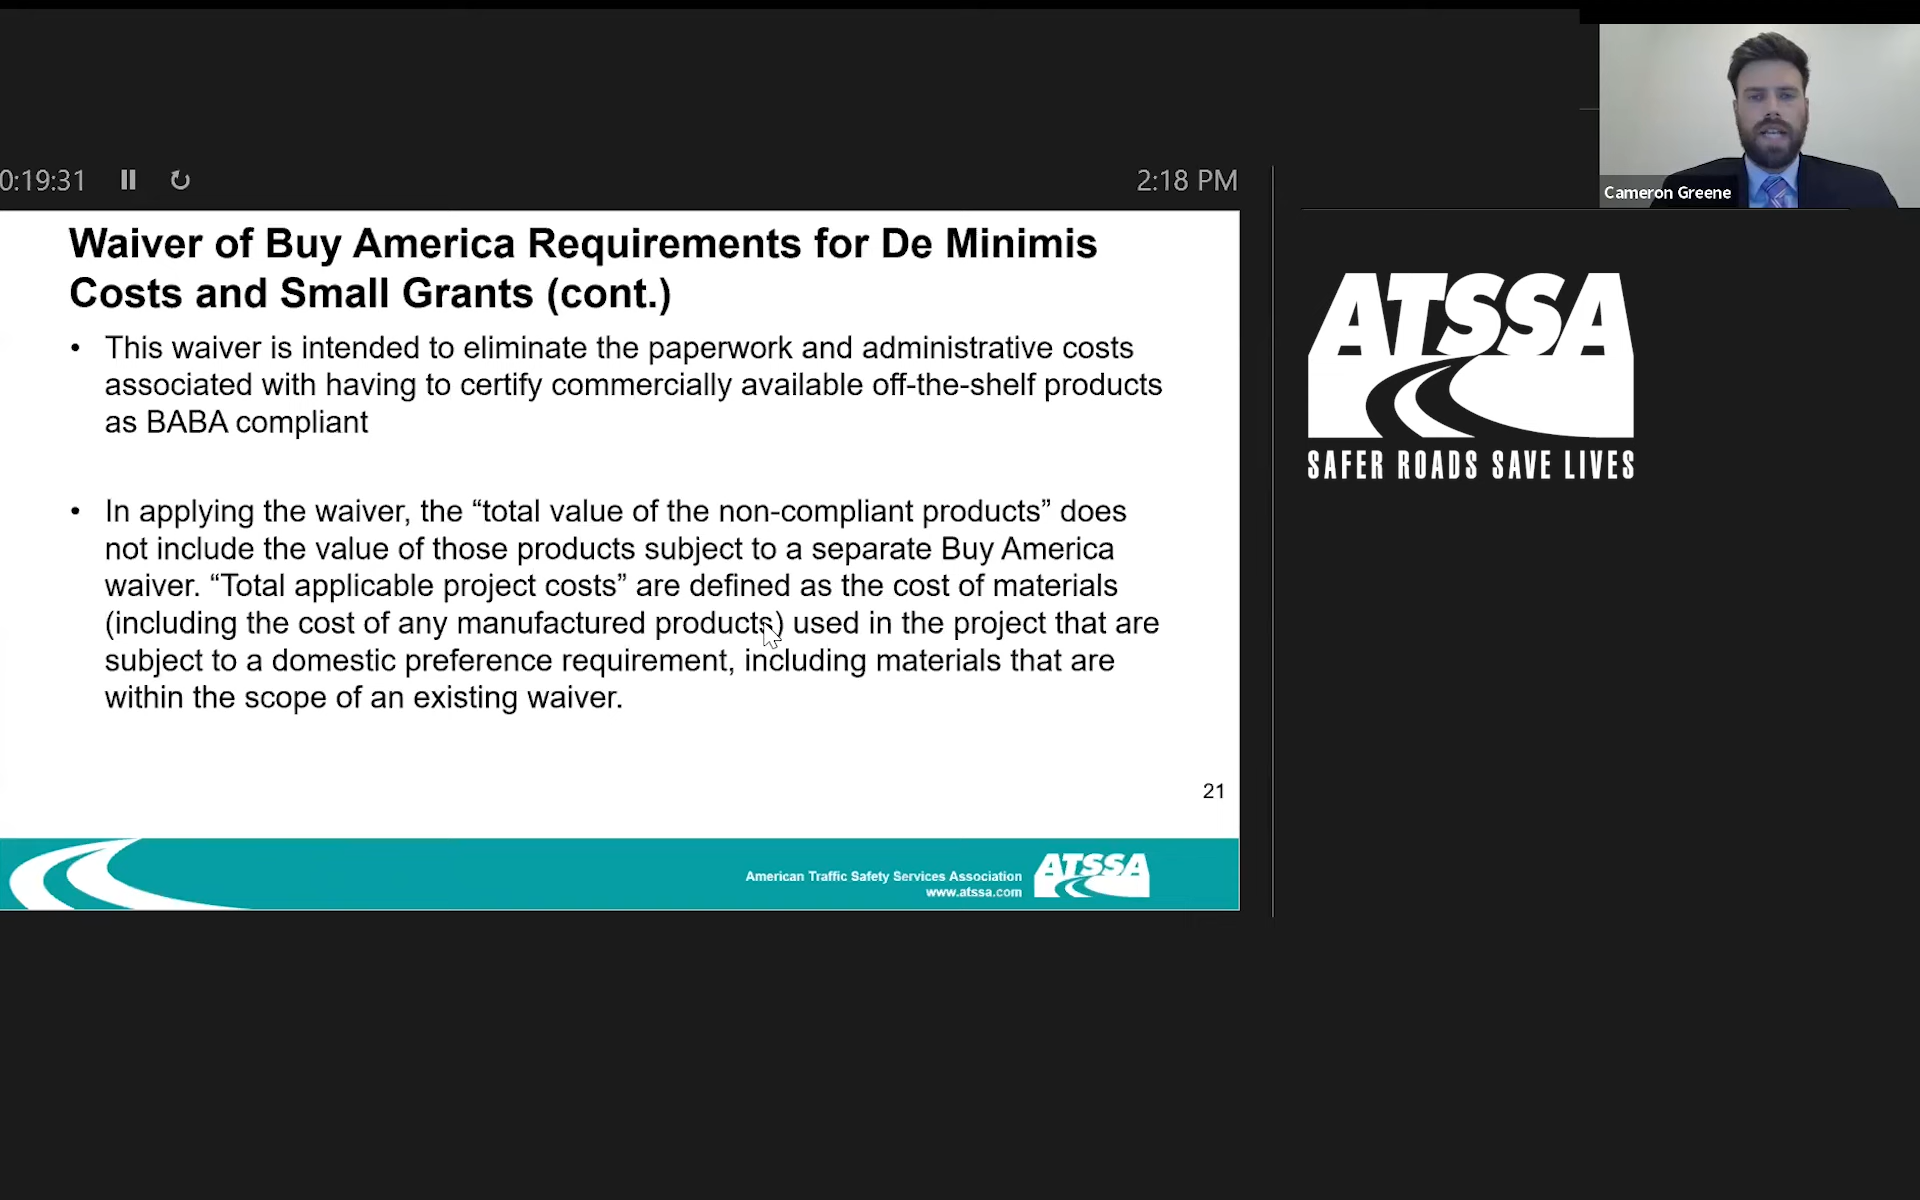 Cameron Greene
0:19:31
2:18 PM
Waiver of Buy America Requirements for De Minimis
Costs and Small Grants (cont.)
• This waiver is intended to eliminate the paperwork and administrative costs
associated with having to certify commercially available off-the-shelf products
as BABA compliant
• In applying the waiver, the “total value of the non-compliant products” does
not include the value of those products subject to a separate Buy America
waiver. “Total applicable project costs” are defined as the cost of materials
(including the cost of any manufactured products) used in the project that are
subject to a domestic preference requirement, including materials that are
within the scope of an existing waiver.
21
American Traffic Safety Services Association
www.atssa.com
ATSSA
ATSSA
SAFER ROADS SAVE LIVES